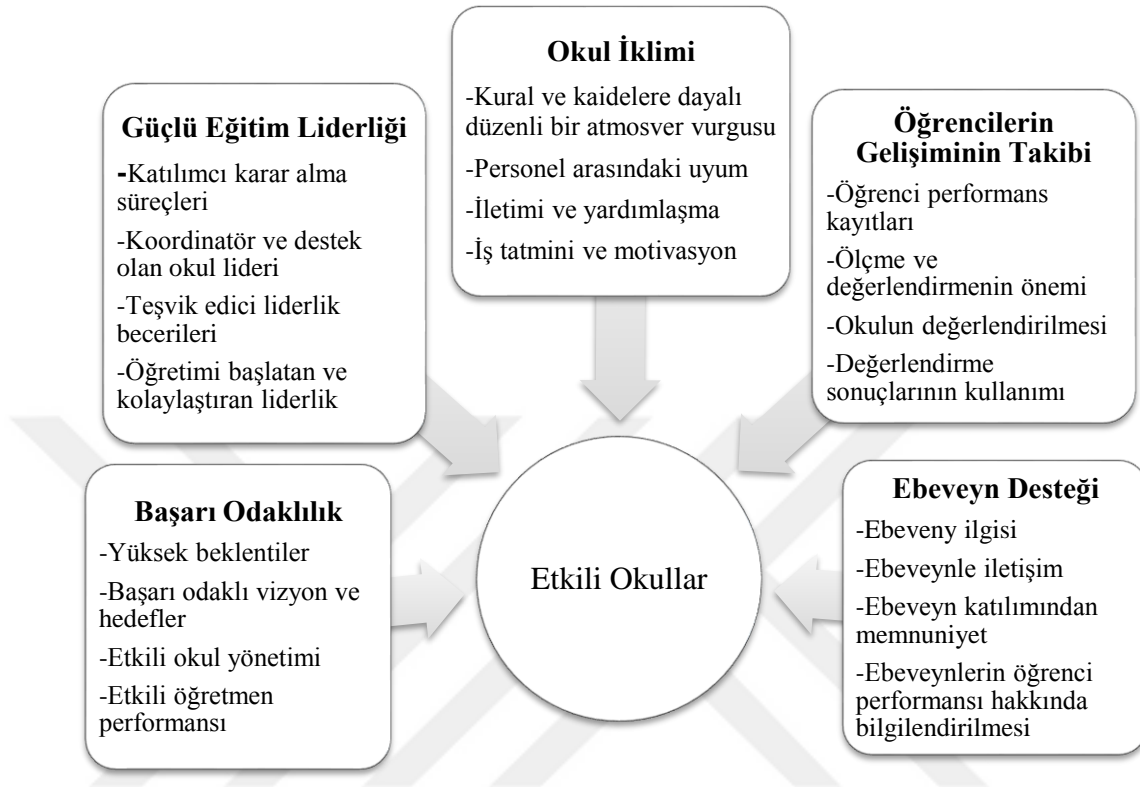 Güçlü Eğitim Liderliği
-Katılımcı karar alma
süreçleri
-Koordinatör ve destek
olan okul lideri
-Teşvik edici liderlik
becerileri
-Öğretimi başlatan ve
kolaylaştıran liderlik
Okul İklimi
-Kural ve kaidelere dayalı
düzenli bir atmosver vurgusu
-Personel arasındaki uyum
-İletimi ve yardımlaşma
-İş tatmini ve motivasyon
Öğrencilerin
Gelişiminin Takibi
-Öğrenci performans
kayıtları
-Ölçme ve
değerlendirmenin önemi
-Okulun değerlendirilmesi
-Değerlendirme
sonuçlarının kullanımı
Başarı Odaklılık
-Yüksek beklentiler
-Başarı odaklı vizyon ve
hedefler
-Etkili okul yönetimi
-Etkili öğretmen
performansı
Etkili Okullar
Ebeveyn Desteği
-Ebeveny ilgisi
-Ebeveynle iletişim
-Ebeveyn katılımından
memnuniyet
-Ebeveynlerin öğrenci
performansı hakkında
bilgilendirilmesi